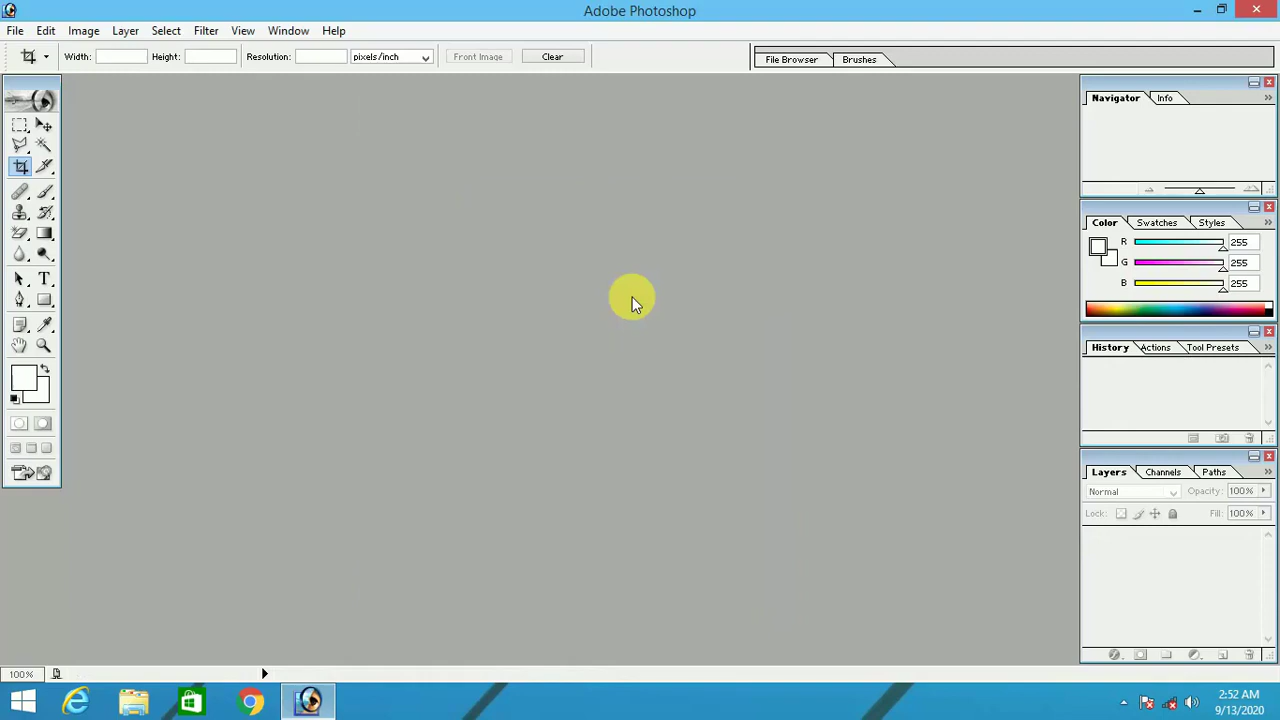 Adobe Photoshop
File Edit Image Layer Select Filter View Window Help
Width: Height: Resolution: pixels/inch Front Image Clear File Browser Brushes
Navigator Info
Color Swatches Styles
R 255
G 262
B 255
History Actions Tool Presets
Layers Channels Paths
Normal Opacity: 100%
Lock: Fill: 100%
100%
2:52 AM
9/13/2020